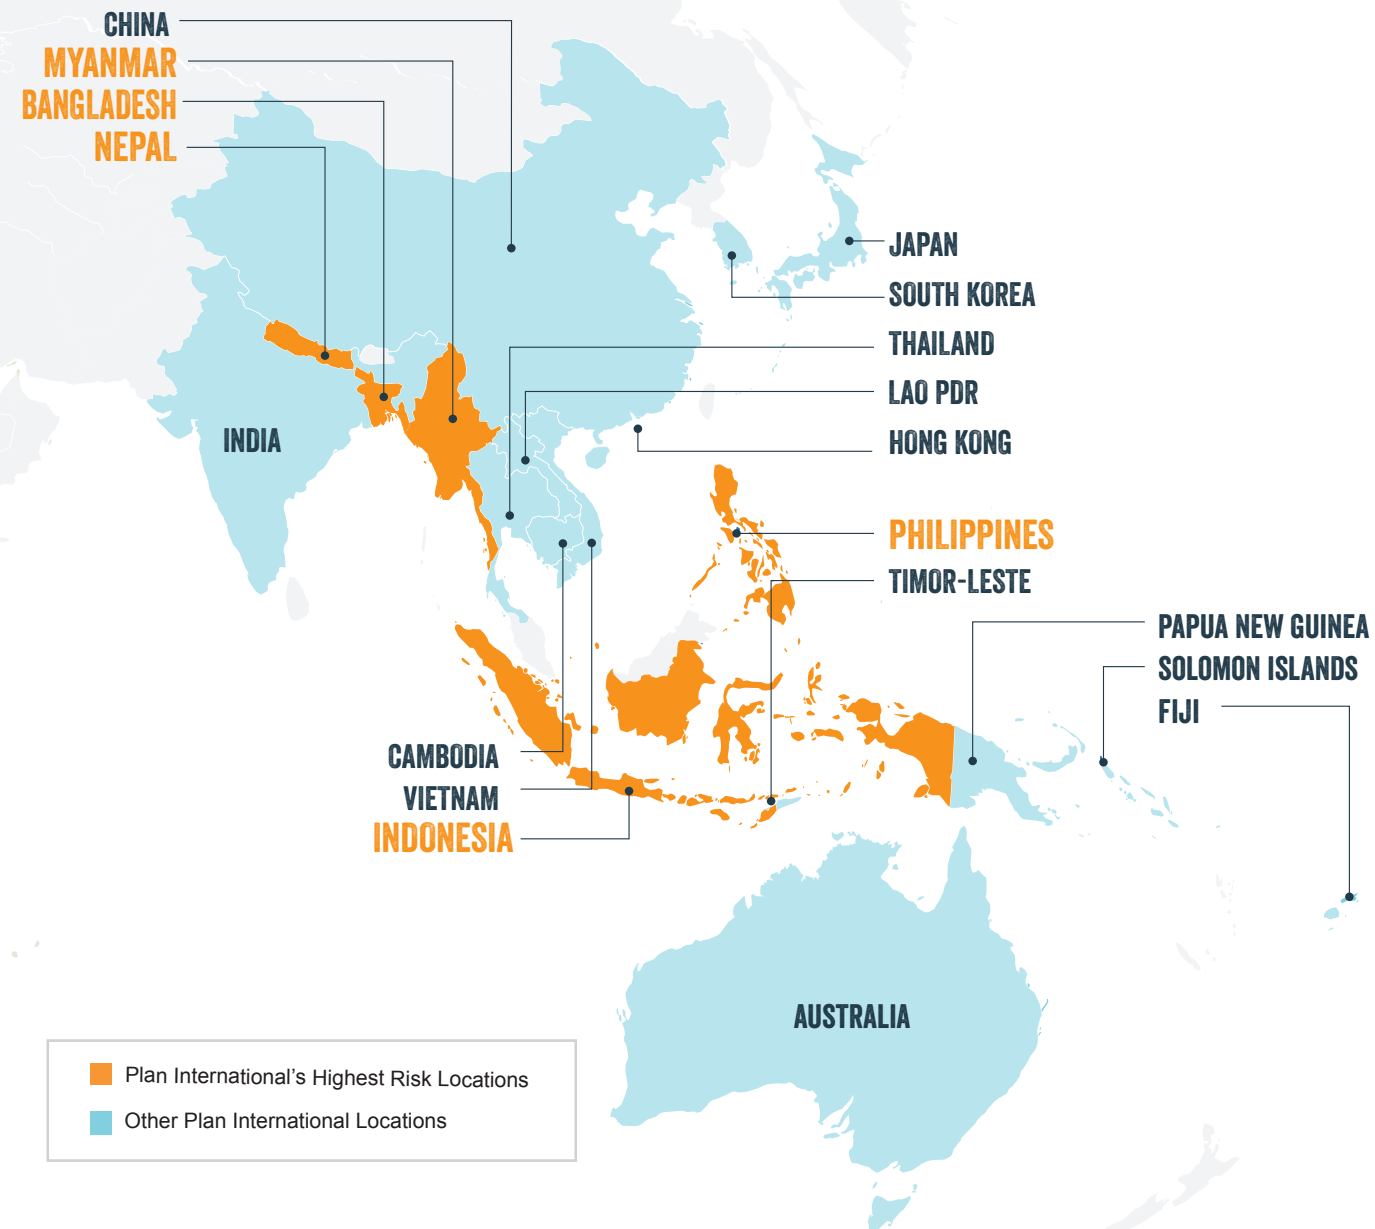 CHINA
MYANMAR
BANGLADESH
NEPAL
JAPAN
SOUTH KOREA
THAILAND
LAO PDR
HONG KONG
INDIA
PHILIPPINES
TIMOR-LESTE
PAPUA NEW GUINEA
SOLOMON ISLANDS
FIJI
CAMBODIA
VIETNAM
INDONESIA
AUSTRALIA
Plan International's Highest Risk Locations
Other Plan International Locations